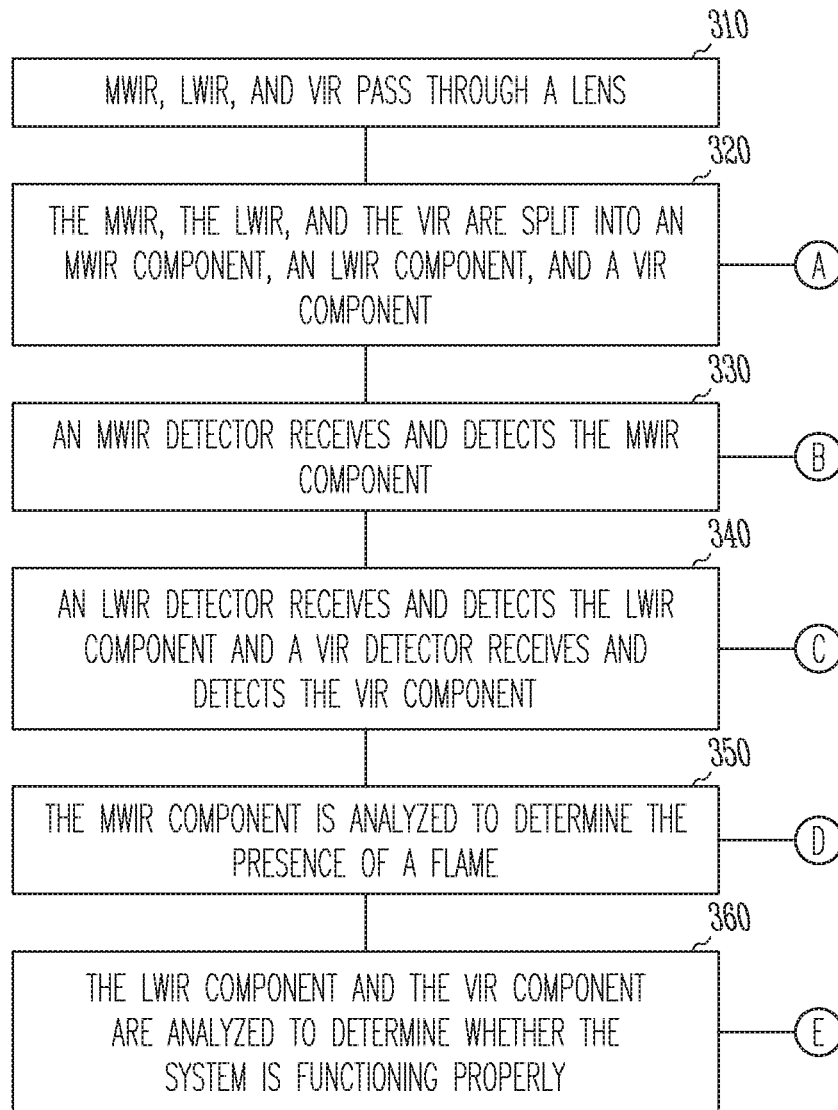 310
MWIR, LWIR, AND VIR PASS THROUGH A LENS
320
THE MWIR, THE LWIR, AND THE VIR ARE SPLIT INTO AN
MWIR COMPONENT, AN LWIR COMPONENT, AND A VIR
COMPONENT
A
330
AN MWIR DETECTOR RECEIVES AND DETECTS THE MWIR
COMPONENT
B
340
AN LWIR DETECTOR RECEIVES AND DETECTS THE LWIR
COMPONENT AND A VIR DETECTOR RECEIVES AND
DETECTS THE VIR COMPONENT
C
350
THE MWIR COMPONENT IS ANALYZED TO DETERMINE THE
PRESENCE OF A FLAME
D
360
THE LWIR COMPONENT AND THE VIR COMPONENT
ARE ANALYZED TO DETERMINE WHETHER THE
SYSTEM IS FUNCTIONING PROPERLY
E